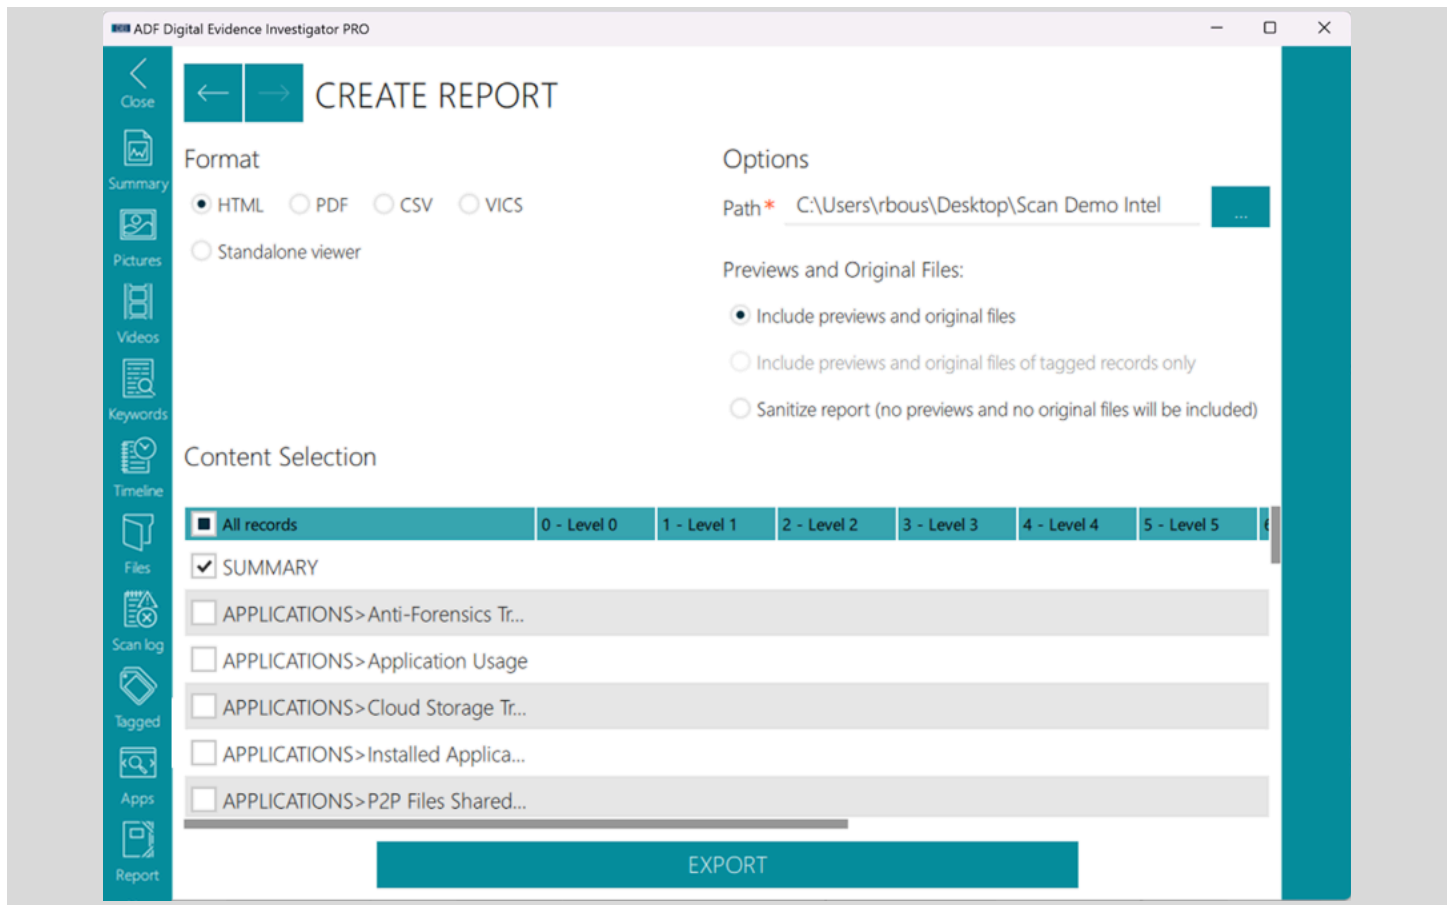 ADF Digital Evidence Investigator PRO
Close
Summary
Pictures
Videos
Keywords
Timeline
Files
Scan log
Tagged
Apps
Report
CREATE REPORT
Format
HTML PDF CSV VICS
Standalone viewer
Options
Path* C:\Users\rbous\Desktop\Scan Demo Intel ...
Previews and Original Files:
Include previews and original files
Include previews and original files of tagged records only
Sanitize report (no previews and no original files will be included)
Content Selection
All records 0 - Level 0 1 - Level 1 2 - Level 2 3 - Level 3 4 - Level 4 5 - Level 5
SUMMARY
APPLICATIONS>Anti-Forensics Tr...
APPLICATIONS>Application Usage
APPLICATIONS>Cloud Storage Tr...
APPLICATIONS>Installed Applica...
APPLICATIONS>P2P Files Shared...
EXPORT